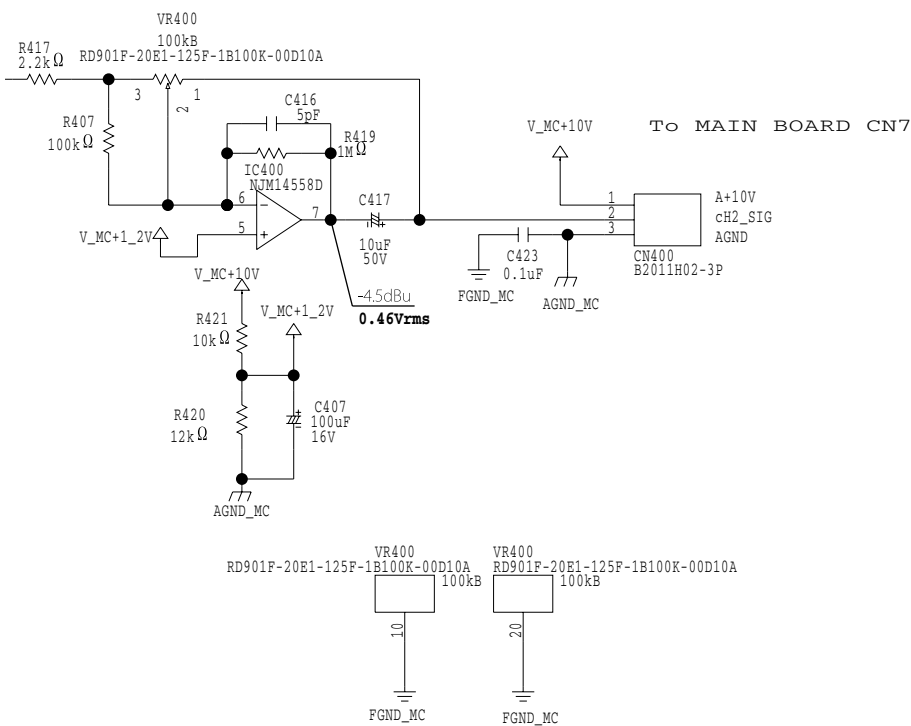 VR400
100kB
RD901F-20E1-125F-1B100K-00D10A
R417
2.2kΩ
3
1
2
R407
100kΩ
C416
5pF
R419
1MΩ
IC400
NJM14558D
6
7
5
V_MC+1_2V
C417
10uF
50V
V_MC+10V
To MAIN BOARD CN7
1
2
3
A+10V
cH2_SIG
AGND
CN400
B2011H02-3P
C423
0.1uF
FGND_MC
AGND_MC
-4.5dBu
0.46Vrms
V_MC+10V
V_MC+1_2V
R421
10kΩ
R420
12kΩ
C407
100uF
16V
AGND_MC
VR400
RD901F-20E1-125F-1B100K-00D10A
100kB
10
FGND_MC
VR400
RD901F-20E1-125F-1B100K-00D10A
100kB
20
FGND_MC